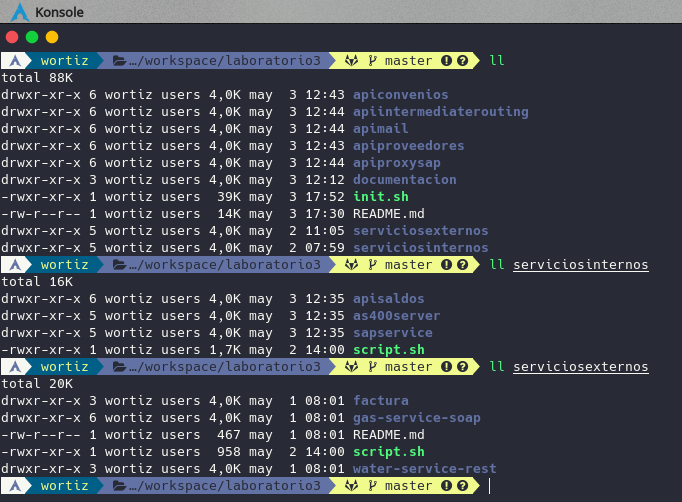 Konsole
wortiz …/workspace/laboratorio3 master ll
total 88K
drwxr-xr-x 6 wortiz users 4,0K may  3 12:43 apiconvenios
drwxr-xr-x 6 wortiz users 4,0K may  3 12:44 apiintermediaterouting
drwxr-xr-x 6 wortiz users 4,0K may  3 12:44 apimail
drwxr-xr-x 6 wortiz users 4,0K may  3 12:43 apiproveedores
drwxr-xr-x 6 wortiz users 4,0K may  3 12:44 apiproxysap
drwxr-xr-x 3 wortiz users 4,0K may  3 12:12 documentacion
-rwxr-xr-x 1 wortiz users  39K may  3 17:52 init.sh
-rw-r--r-- 1 wortiz users  14K may  3 17:30 README.md
drwxr-xr-x 5 wortiz users 4,0K may  2 11:05 serviciosexternos
drwxr-xr-x 5 wortiz users 4,0K may  2 07:59 serviciosinternos
wortiz …/workspace/laboratorio3 master ll serviciosinternos
total 16K
drwxr-xr-x 6 wortiz users 4,0K may  3 12:35 apisaldos
drwxr-xr-x 5 wortiz users 4,0K may  3 12:35 as400server
drwxr-xr-x 5 wortiz users 4,0K may  3 12:35 sapservice
-rwxr-xr-x 1 wortiz users 1,7K may  2 14:00 script.sh
wortiz …/workspace/laboratorio3 master ll serviciosexternos
total 20K
drwxr-xr-x 3 wortiz users 4,0K may  1 08:01 factura
drwxr-xr-x 6 wortiz users 4,0K may  1 08:01 gas-service-soap
-rw-r--r-- 1 wortiz users  467 may  1 08:01 README.md
-rwxr-xr-x 1 wortiz users  958 may  2 14:00 script.sh
drwxr-xr-x 3 wortiz users 4,0K may  1 08:01 water-service-rest
wortiz …/workspace/laboratorio3 master